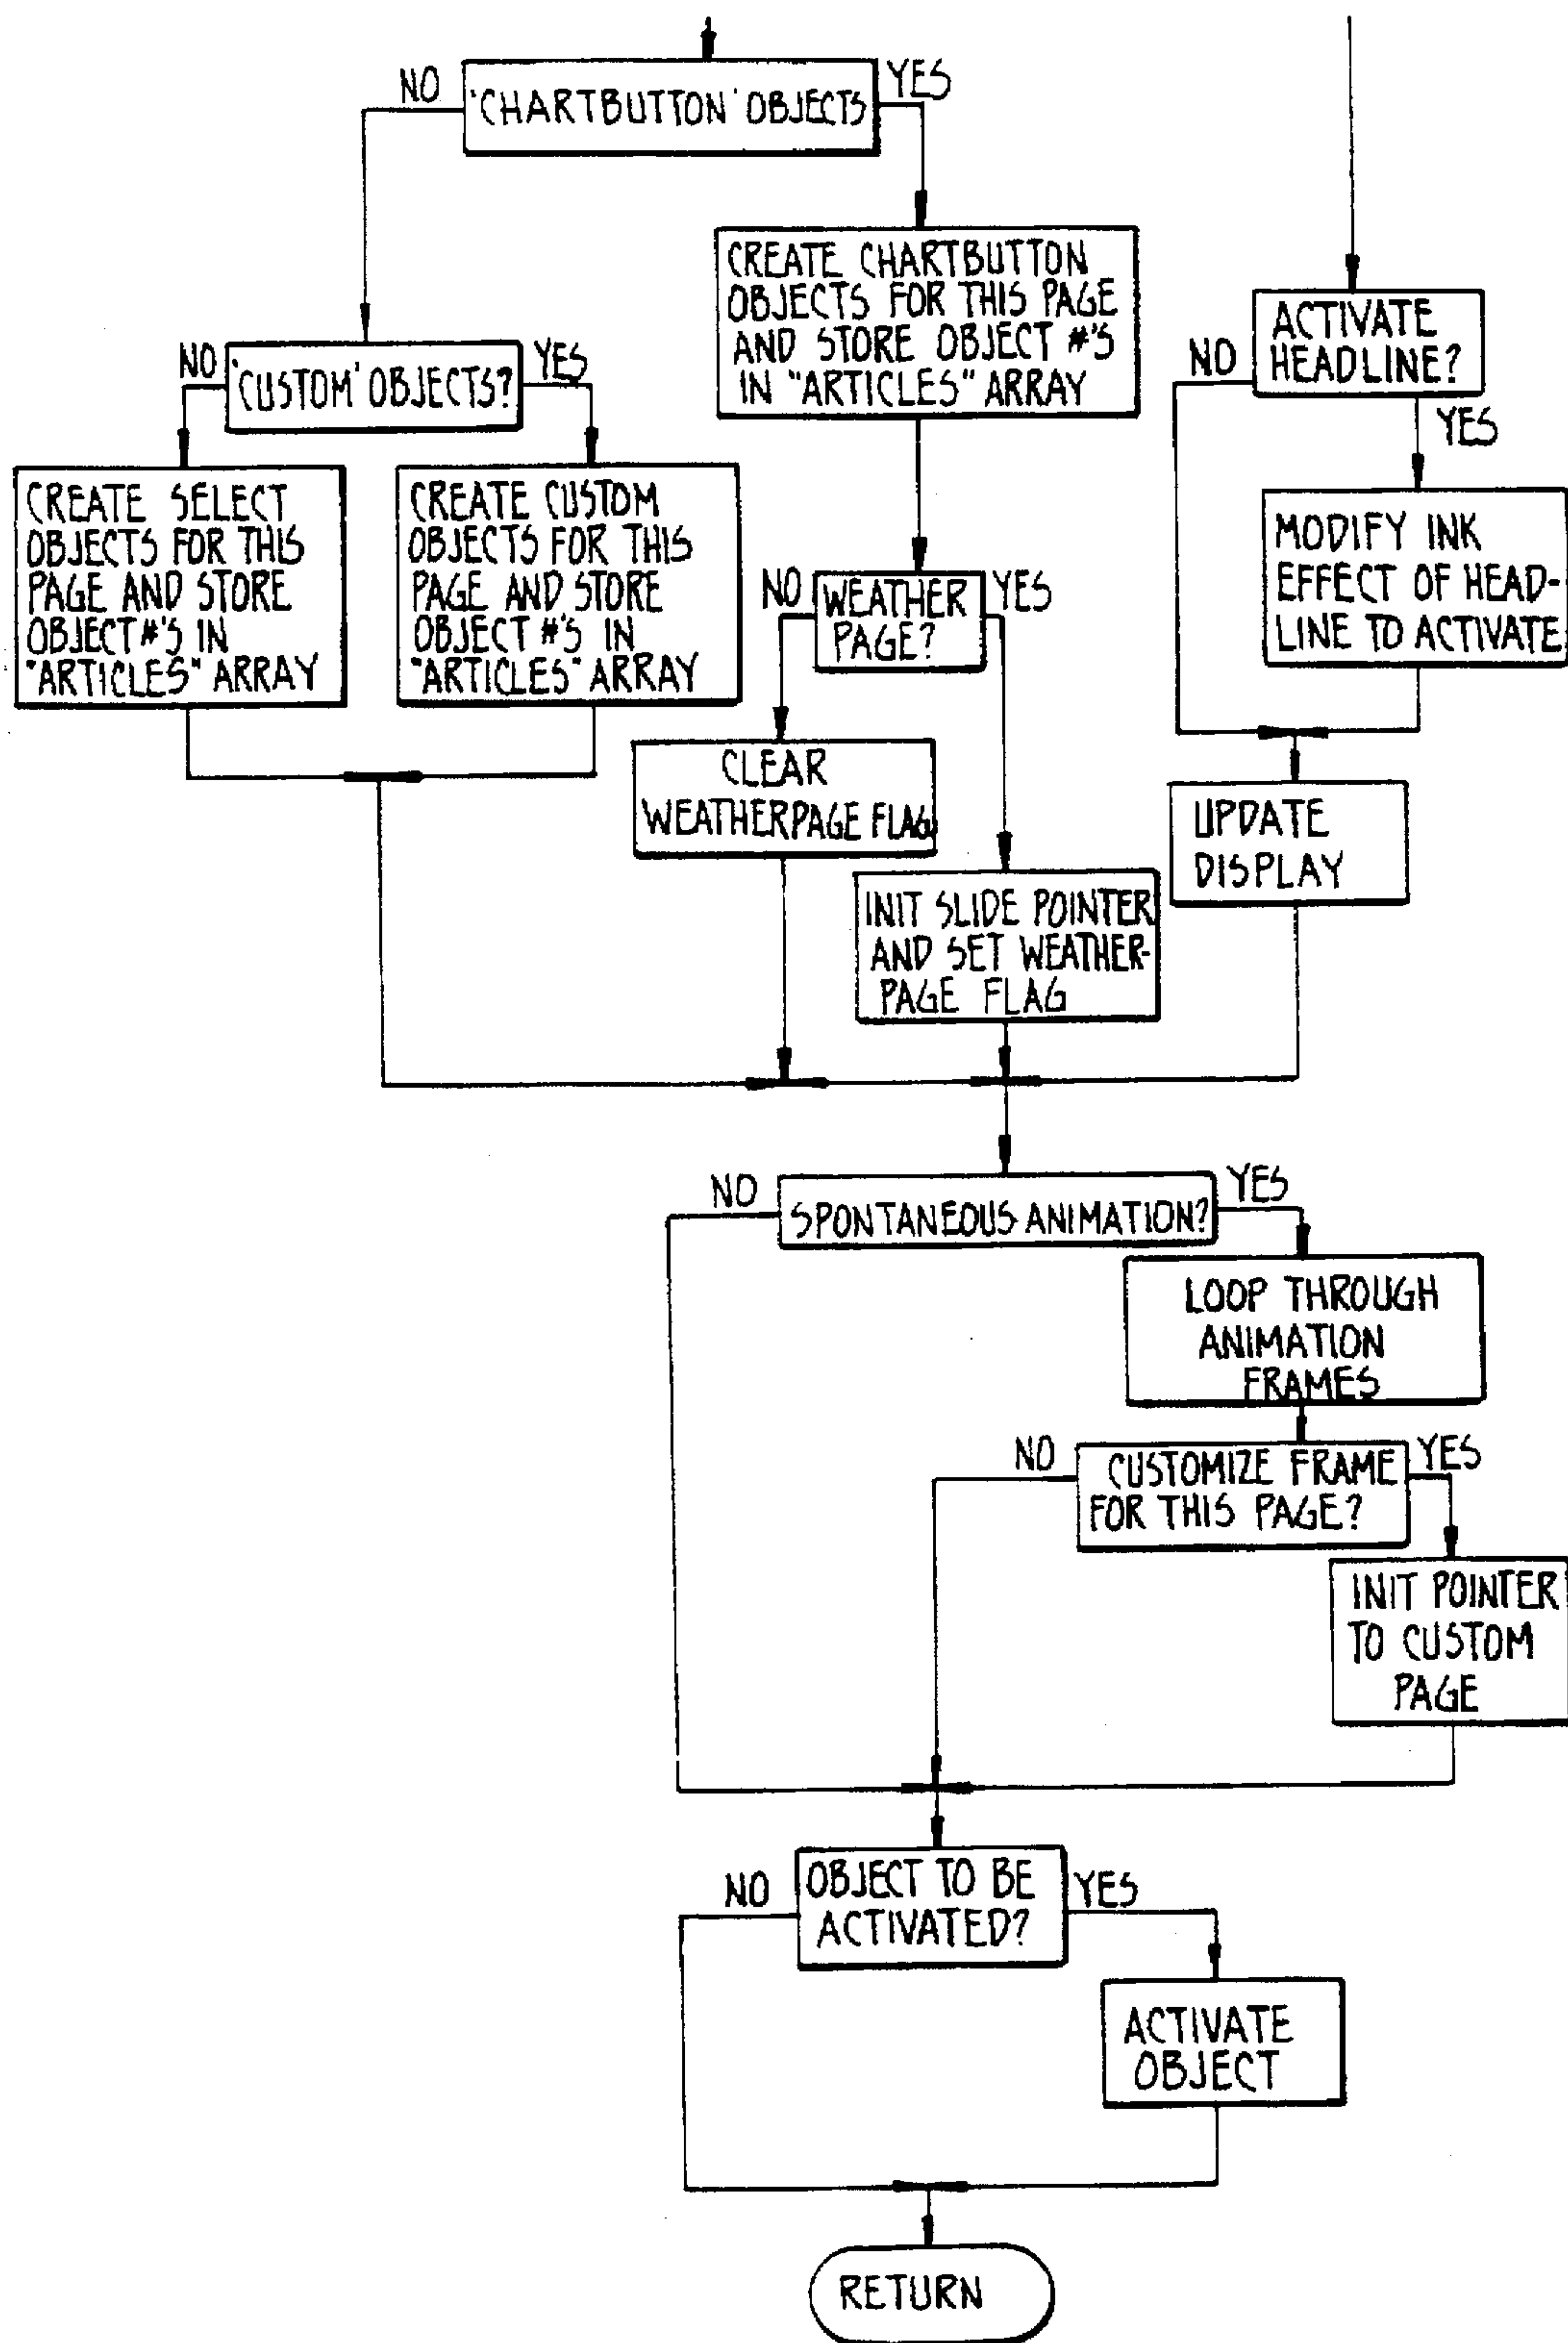 NO
'CHARTBUTTON' OBJECTS
YES
CREATE CHARTBUTTON
OBJECTS FOR THIS PAGE
AND STORE OBJECT #'S
IN "ARTICLES" ARRAY
ACTIVATE
HEADLINE?
NO
YES
NO
'CUSTOM' OBJECTS?
YES
CREATE SELECT
OBJECTS FOR THIS
PAGE AND STORE
OBJECT #'S IN
"ARTICLES" ARRAY
CREATE CUSTOM
OBJECTS FOR THIS
PAGE AND STORE
OBJECT #'S IN
"ARTICLES" ARRAY
MODIFY INK
EFFECT OF HEAD-
LINE TO ACTIVATE
NO
WEATHER
PAGE?
YES
CLEAR
WEATHERPAGE FLAG
UPDATE
DISPLAY
INIT SLIDE POINTER
AND SET WEATHER-
PAGE FLAG
NO
SPONTANEOUS ANIMATION?
YES
LOOP THROUGH
ANIMATION
FRAMES
NO
CUSTOMIZE FRAME
FOR THIS PAGE?
YES
INIT POINTER
TO CUSTOM
PAGE
NO
OBJECT TO BE
ACTIVATED?
YES
ACTIVATE
OBJECT
RETURN